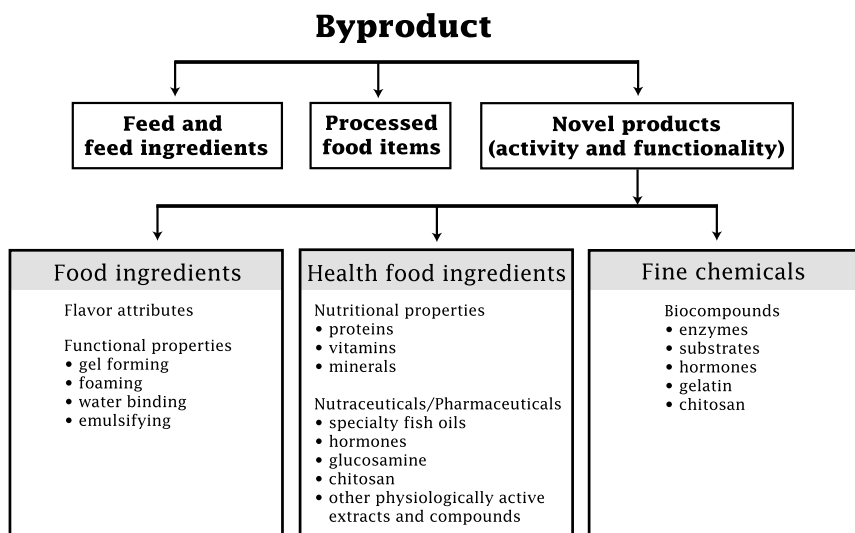 Byproduct
Feed and
feed ingredients
Processed
food items
Novel products
(activity and functionality)
Food ingredients
Flavor attributes
Functional properties
• gel forming
• foaming
• water binding
• emulsifying
Health food ingredients
Nutritional properties
• proteins
• vitamins
• minerals
Nutraceuticals/Pharmaceuticals
• specialty fish oils
• hormones
• glucosamine
• chitosan
• other physiologically active
extracts and compounds
Fine chemicals
Biocompounds
• enzymes
• substrates
• hormones
• gelatin
• chitosan